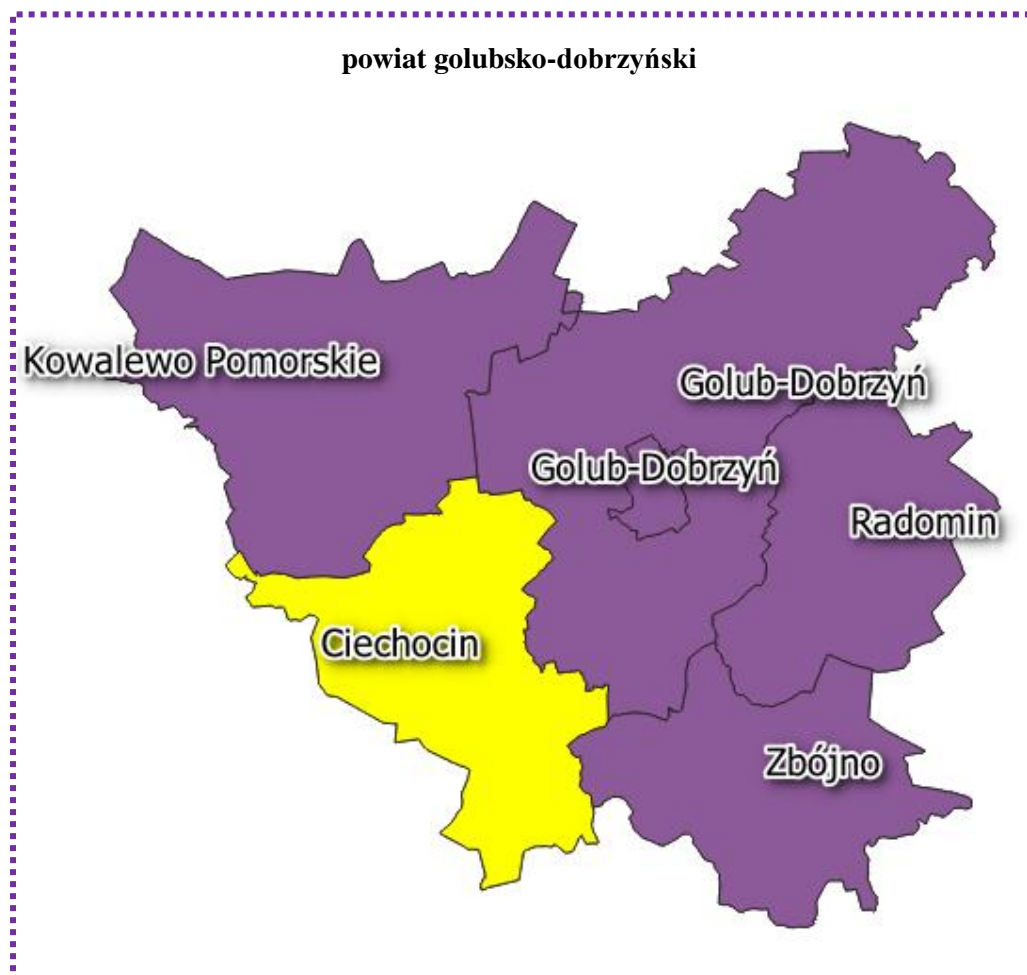 powiat golubsko-dobrzyński
Kowalewo Pomorskie
Golub-Dobrzyń
Golub-Dobrzyń
Radomin
Ciechocin
Zbójno